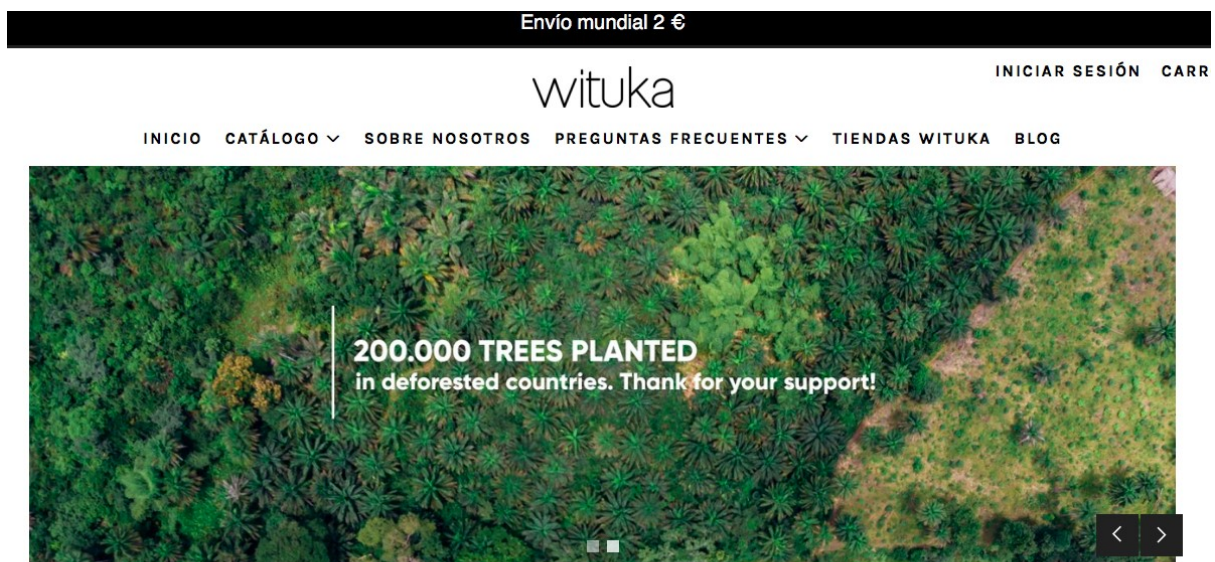 Envío mundial 2 €
INICIAR SESIÓN CARR
wituka
INICIO CATÁLOGO SOBRE NOSOTROS PREGUNTAS FRECUENTES TIENDAS WITUKA BLOG
200.000 TREES PLANTED
in deforested countries. Thank for your support!